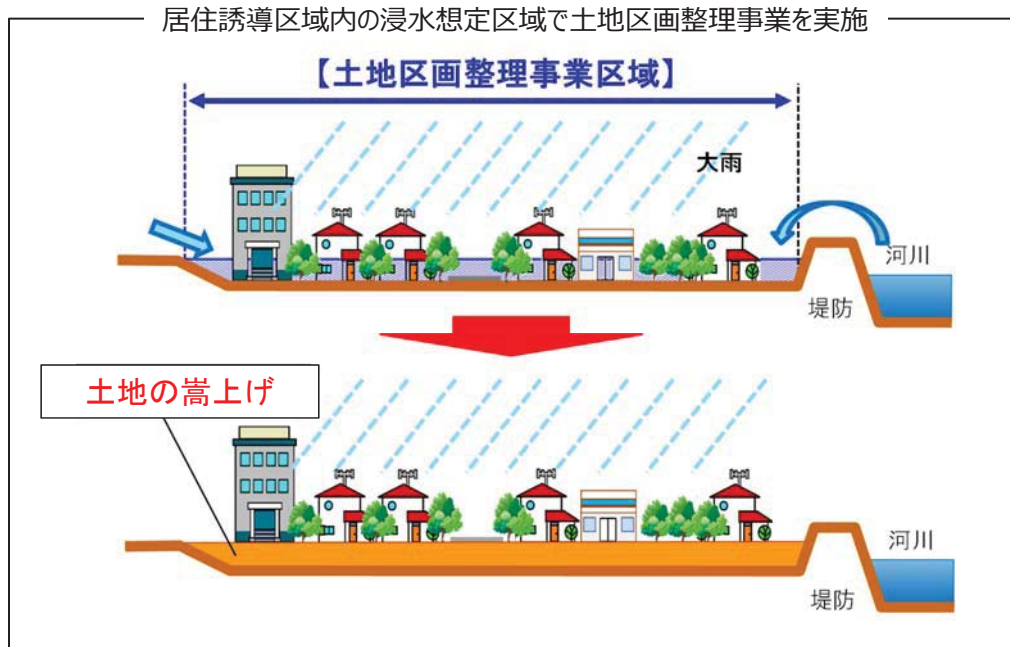 居住誘導区域内の浸水想定区域で土地区画整理事業を実施
【土地区画整理事業区域】
大雨
河川
堤防
土地の嵩上げ
河川
堤防